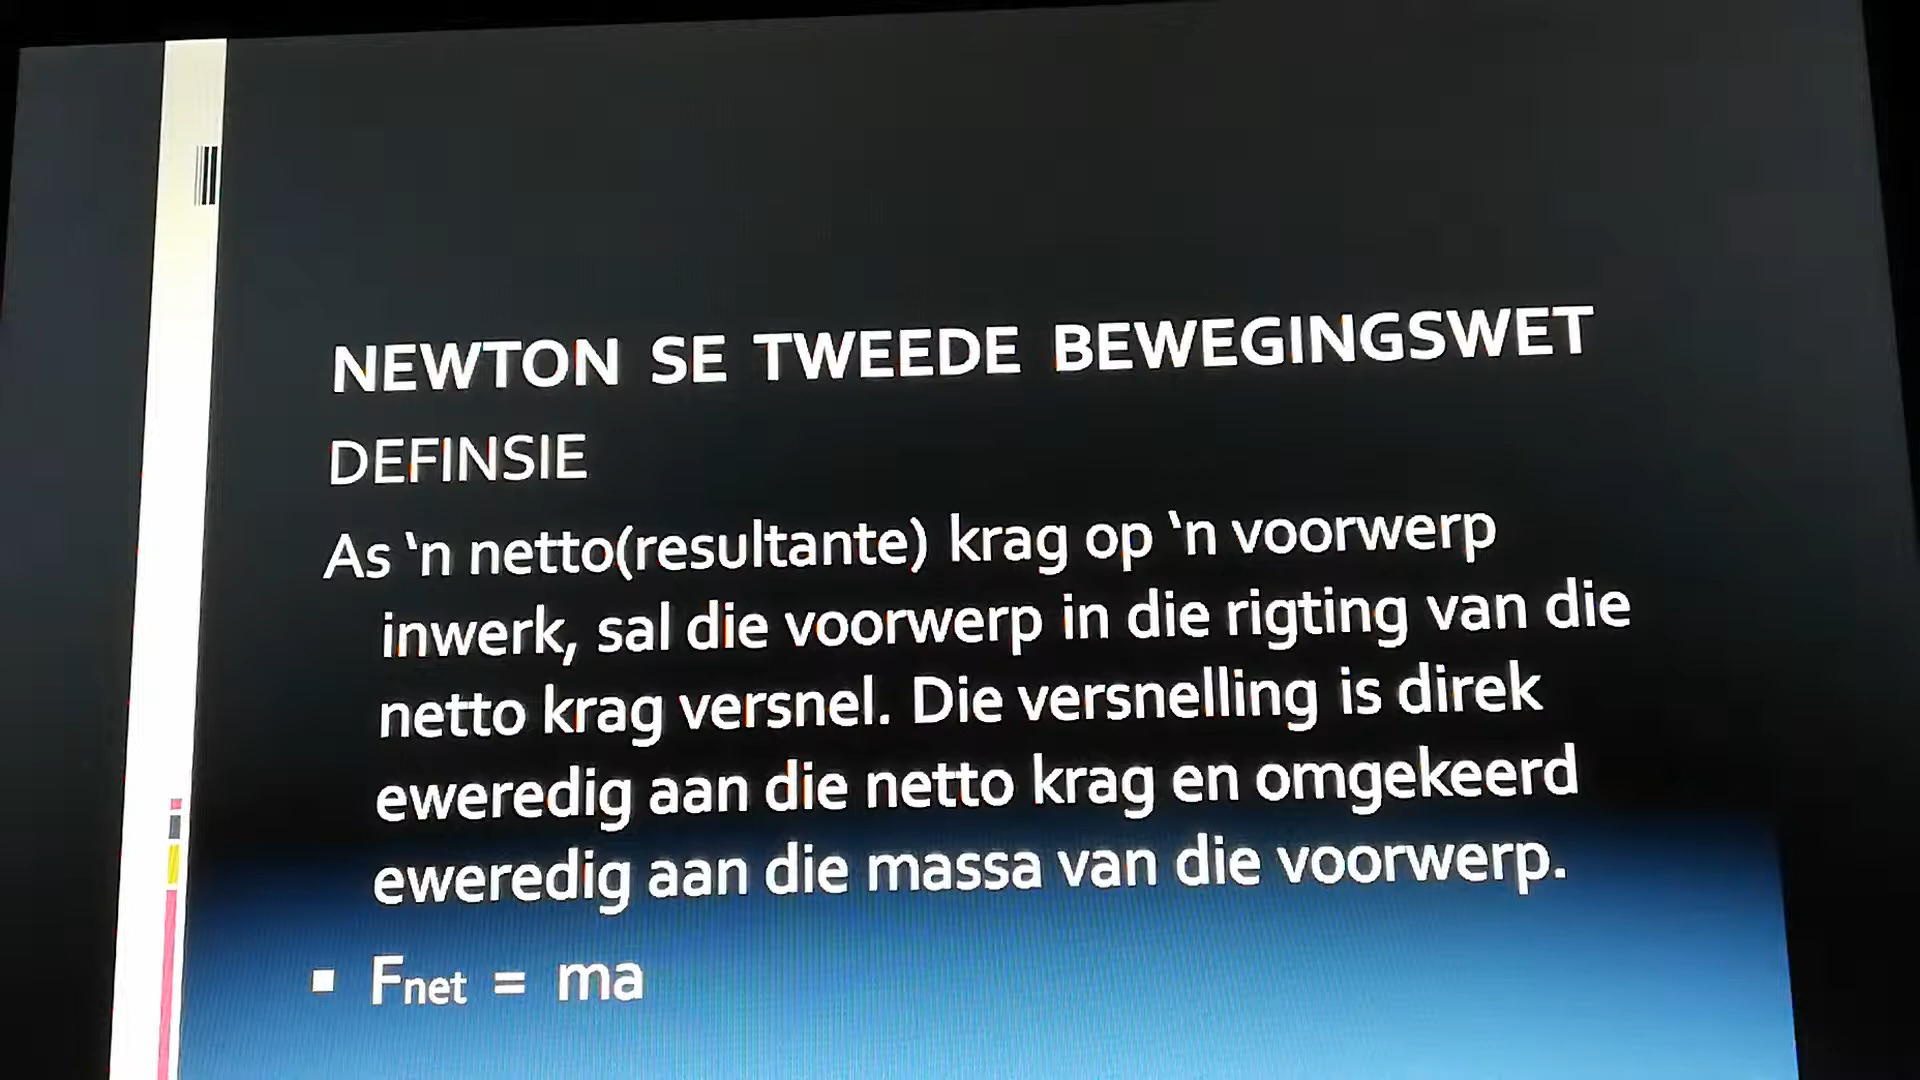 NEWTON SE TWEEDE BEWEGINGSWET
DEFINSIE
As ‘n netto(resultante) krag op ‘n voorwerp
inwerk, sal die voorwerp in die rigting van die
netto krag versnel. Die versnelling is direk
eweredig aan die netto krag en omgekeerd
eweredig aan die massa van die voorwerp.
▪ Fnet = ma